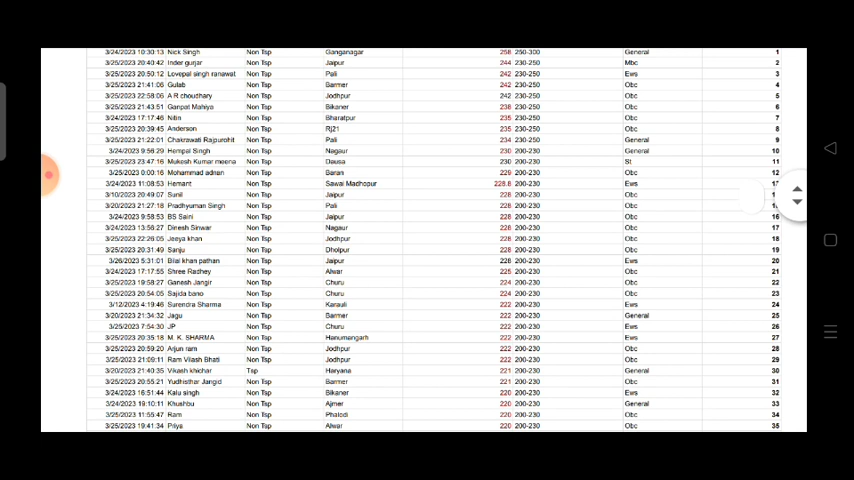 3/24/2023 10:30:13 Nick Singh Non Tsp Ganganagar 258 250-300 General 1
3/25/2023 20:40:42 Inder gurjar Non Tsp Jaipur 244 230-250 Mbc 2
3/25/2023 20:50:12 Lovepal singh ranawat Non Tsp Pali 242 230-250 Ews 3
3/25/2023 21:41:06 Gulab Non Tsp Barmer 242 230-250 Obc 4
3/25/2023 22:58:06 A R choudhary Non Tsp Jodhpur 242 230-250 Obc 5
3/25/2023 21:43:51 Ganpat Mahiya Non Tsp Bikaner 238 230-250 Obc 6
3/24/2023 17:17:46 Nitin Non Tsp Bharatpur 235 230-250 Obc 7
3/25/2023 20:39:45 Anderson Non Tsp Rj21 235 230-250 Obc 8
3/25/2023 21:22:01 Chakrawati Rajpurohit Non Tsp Pali 234 230-250 General 9
3/24/2023 9:56:29 Hempal Singh Non Tsp Nagaur 230 200-230 General 10
3/25/2023 23:47:16 Mukesh Kumar meena Non Tsp Dausa 230 200-230 St 11
3/25/2023 0:00:16 Mohammad adnan Non Tsp Baran 229 200-230 Obc 12
3/24/2023 11:08:53 Hemant Non Tsp Sawai Madhopur 228.8 200-230 Ews
3/10/2023 20:49:07 Sunil Non Tsp Jaipur 228 200-230 Obc
3/20/2023 21:27:18 Pradhyuman Singh Non Tsp Pali 228 200-230 Obc
3/24/2023 9:58:53 BS Saini Non Tsp Jaipur 228 200-230 Obc 16
3/24/2023 13:56:27 Dinesh Sinwar Non Tsp Nagaur 228 200-230 Obc 17
3/25/2023 22:26:05 Jeeya khan Non Tsp Jodhpur 228 200-230 Obc 18
3/25/2023 20:31:49 Sanju Non Tsp Dholpur 228 200-230 Obc 19
3/26/2023 5:31:01 Bilal khan pathan Non Tsp Jaipur 228 200-230 Ews 20
3/24/2023 17:17:55 Shree Radhey Non Tsp Alwar 225 200-230 Obc 21
3/25/2023 19:58:27 Ganesh Jangir Non Tsp Churu 224 200-230 Obc 22
3/25/2023 20:54:05 Sajida bano Non Tsp Churu 224 200-230 Obc 23
3/12/2023 4:19:46 Surendra Sharma Non Tsp Karauli 222 200-230 Ews 24
3/20/2023 21:34:32 Jagu Non Tsp Barmer 222 200-230 General 25
3/25/2023 7:54:30 JP Non Tsp Churu 222 200-230 Ews 26
3/25/2023 20:35:18 M. K. SHARMA Non Tsp Hanumangarh 222 200-230 Ews 27
3/25/2023 20:59:20 Arjun ram Non Tsp Jodhpur 222 200-230 Obc 28
3/25/2023 21:09:11 Ram Vilash Bhati Non Tsp Jodhpur 222 200-230 Obc 29
3/20/2023 21:40:35 Vikash khichar Tsp Haryana 221 200-230 General 30
3/25/2023 20:55:21 Yudhisthar Jangid Non Tsp Barmer 221 200-230 Obc 31
3/24/2023 16:51:44 Kalu singh Non Tsp Bikaner 220 200-230 Ews 32
3/24/2023 19:10:11 Khushbu Non Tsp Ajmer 220 200-230 General 33
3/25/2023 11:55:47 Ram Non Tsp Phalodi 220 200-230 Obc 34
3/25/2023 19:41:34 Priya Non Tsp Alwar 220 200-230 Obc 35